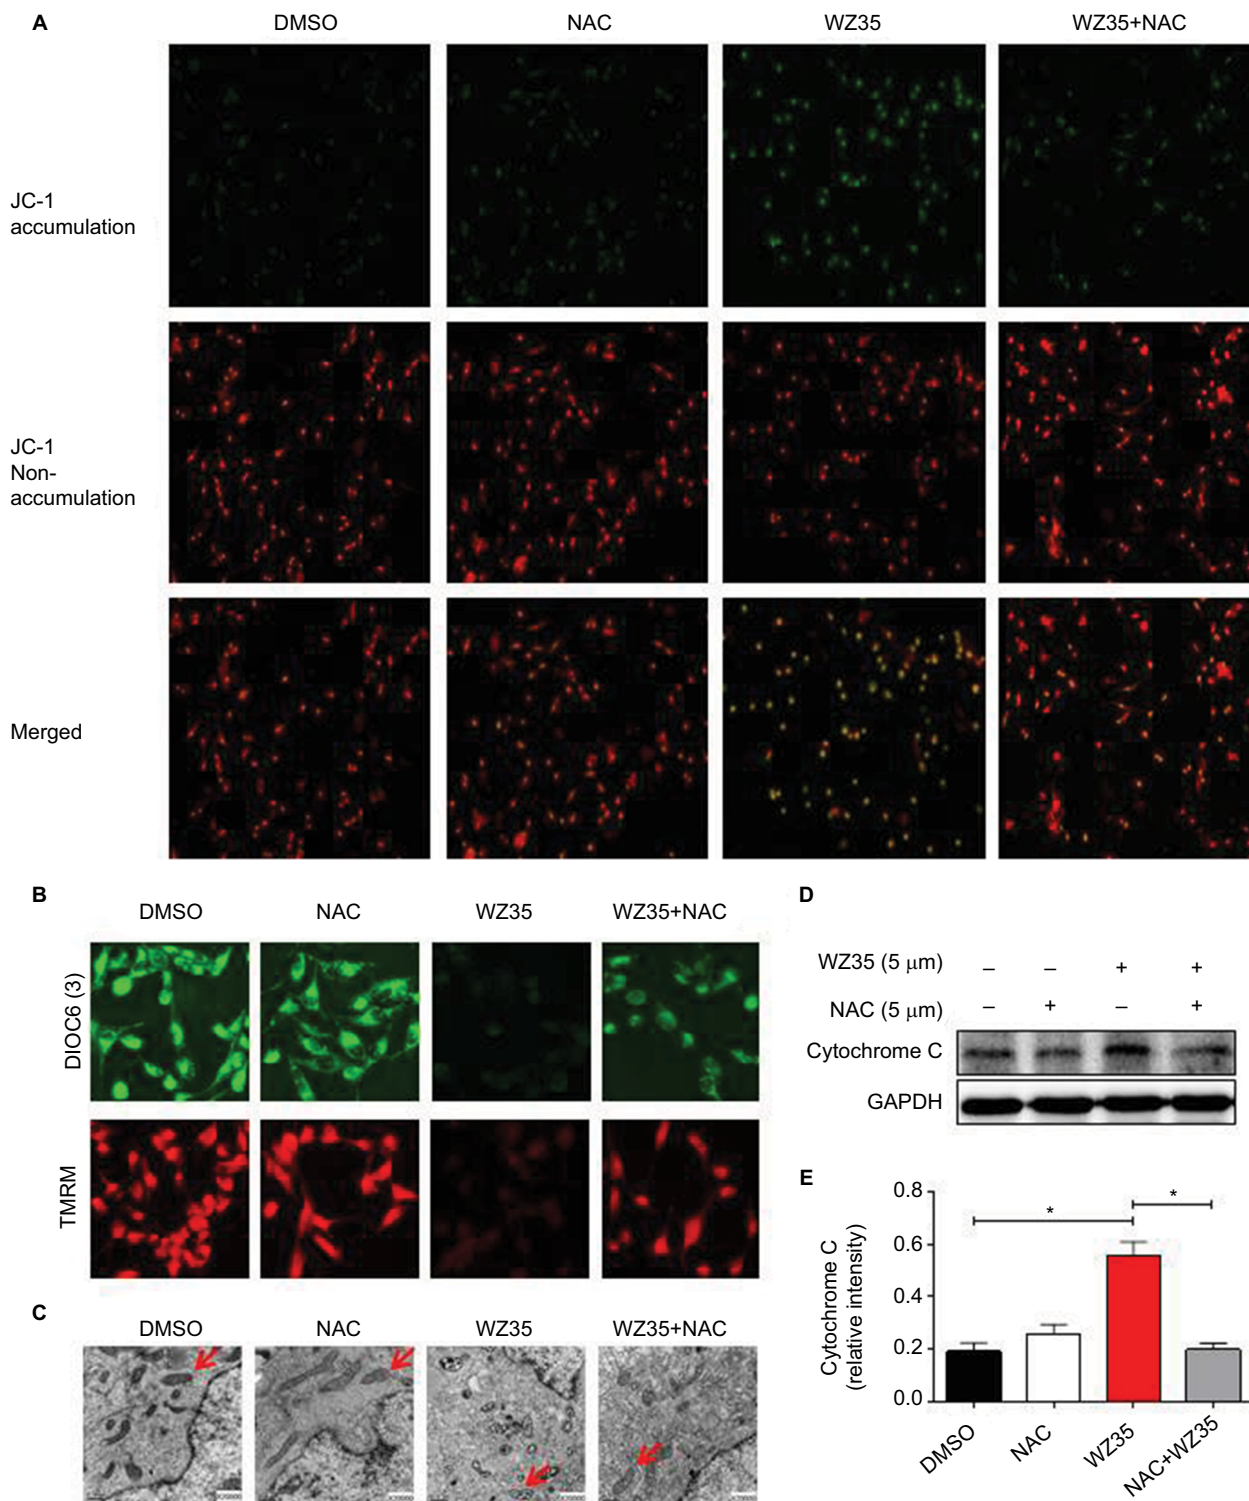 A
DMSO NAC WZ35 WZ35+NAC
JC-1
accumulation
JC-1
Non-
accumulation
Merged
B
DMSO NAC WZ35 WZ35+NAC
DIOC6 (3)
TMRM
C
DMSO NAC WZ35 WZ35+NAC
D
WZ35 (5 μm) – – + +
NAC (5 μm) – + – +
Cytochrome C
GAPDH
E
Cytochrome C
(relative intensity)
0.8
0.6
0.4
0.2
0.0
* *
DMSO NAC WZ35 NAC+WZ35